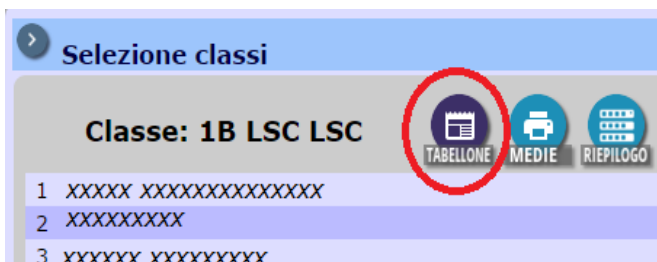 Selezione classi
Classe: 1B LSC LSC
TABELLONE MEDIE RIEPILOGO
1 XXXXX XXXXXXXXXXXXXX
2 XXXXXXXXX
3 XXXXXX XXXXXXXXX